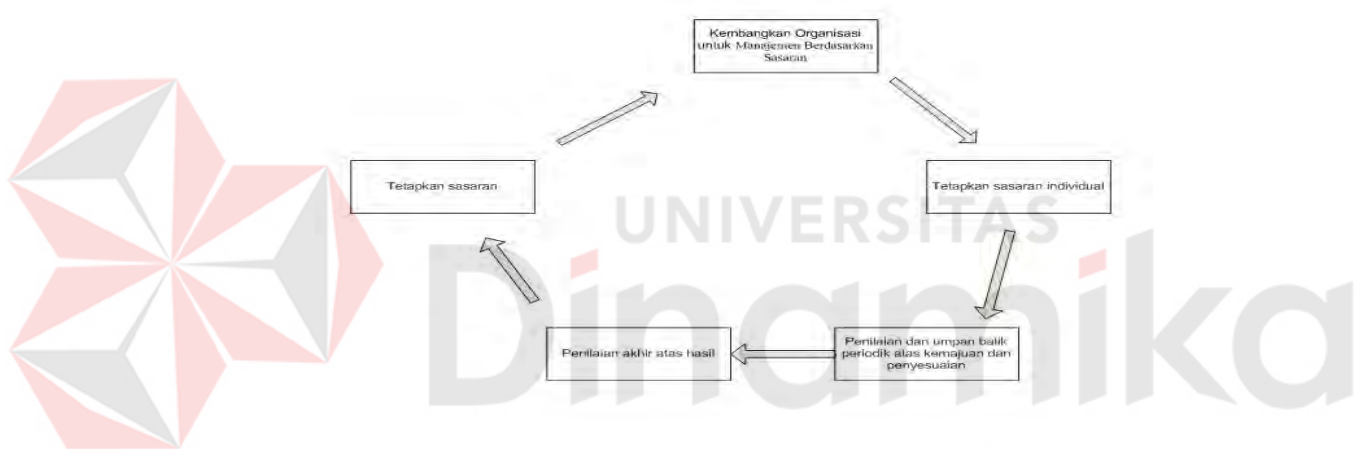 Kembangkan Organisasi
untuk Manajemen Berdasarkan
Sasaran
Tetapkan sasaran
Tetapkan sasaran individual
UNIVERSITAS
Dinamika
Penilaian akhir atas hasil
Penilaian dan umpan balik
periodik atas kemajuan dan
penyesuaian